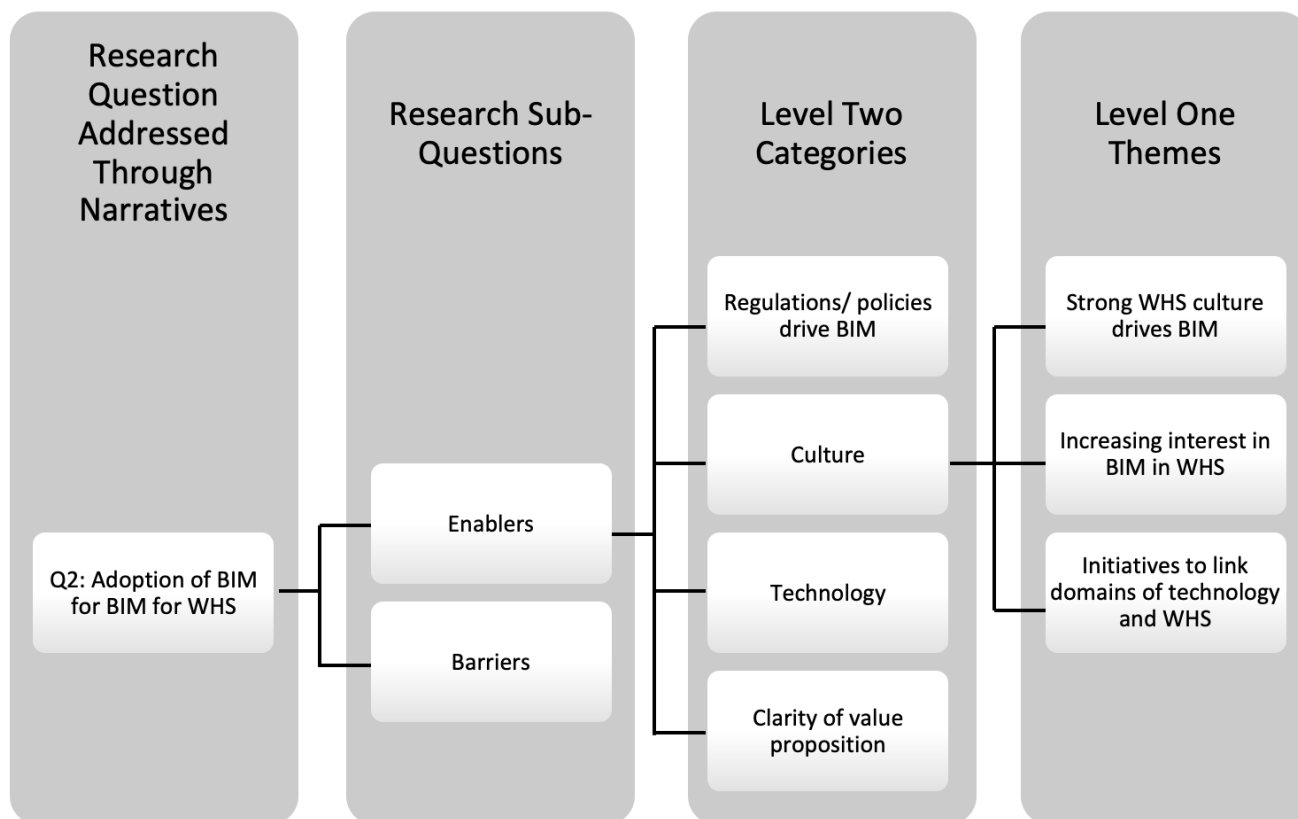 Research
Question
Addressed
Through
Narratives
Research Sub-
Questions
Level Two
Categories
Level One
Themes
Q2: Adoption of BIM
for BIM for WHS
Enablers
Barriers
Regulations/ policies
drive BIM
Culture
Technology
Clarity of value
proposition
Strong WHS culture
drives BIM
Increasing interest in
BIM in WHS
Initiatives to link
domains of technology
and WHS